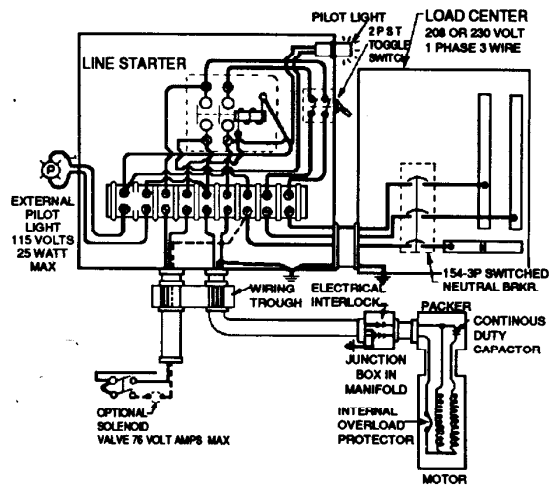 PILOT LIGHT
2 P S T
TOGGLE
SWITCH
LOAD CENTER
208 OR 230 VOLT
1 PHASE 3 WIRE
LINE STARTER
P
EXTERNAL
PILOT
LIGHT
115 VOLTS
25 WATT
MAX
154-3P SWITCHED
NEUTRAL BRKR.
WIRING
TROUGH
ELECTRICAL
INTERLOCK
PACKER
CONTINOUS
DUTY
CAPACTOR
JUNCTION
BOX IN
MANIFOLD
OPTIONAL
SOLENOID
VALVE 76 VOLT AMPS MAX
INTERNAL
OVERLOAD
PROTECTOR
MOTOR
N